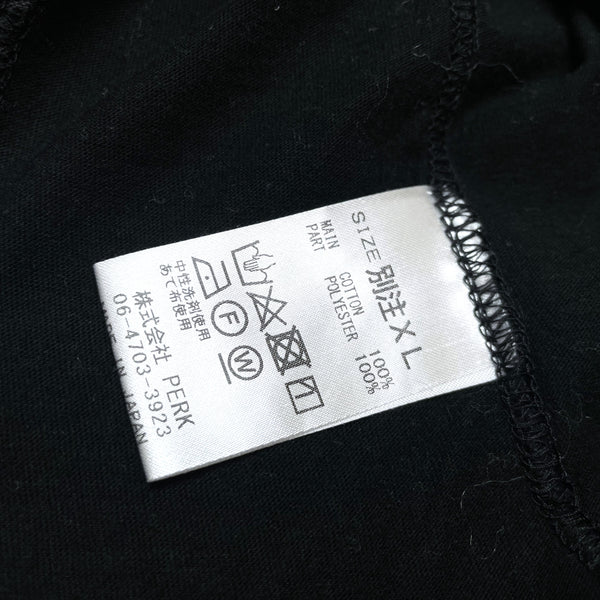 SIZE 別注XL
MAIN COTTON 100%
PART POLYESTER 100%
F W
中性洗剤使用
あて布使用
株式会社 PERK
06-4703-3923
MADE IN JAPAN